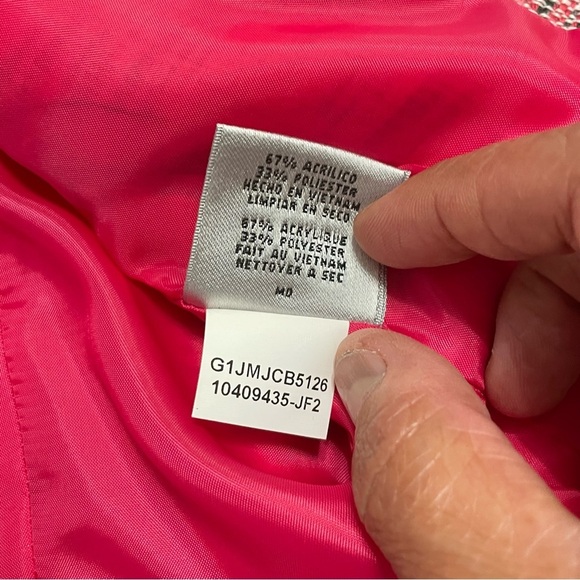 67% ACRILICO
33% POLIESTER
HECHO EN VIETNAM
LIMPIAR EN SECO
67% ACRYLIQUE
33% POLYESTER
FAIT AU VIETNAM
NETTOYER A SEC
MD
G1JMJCB5126
10409435-JF2